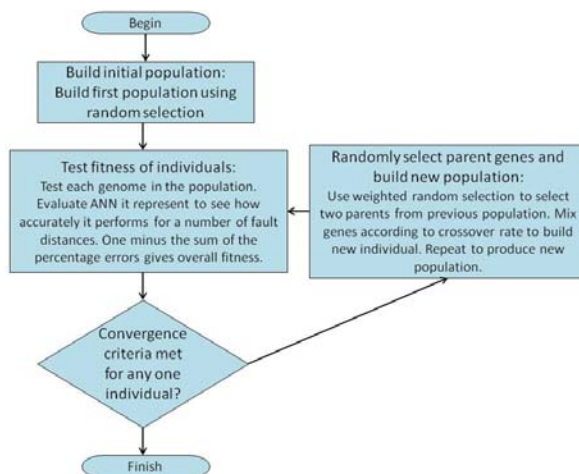 Begin
Build initial population:
Build first population using
random selection
Test fitness of individuals:
Test each genome in the population.
Evaluate ANN it represent to see how
accurately it performs for a number of fault
distances. One minus the sum of the
percentage errors gives overall fitness.
Randomly select parent genes and
build new population:
Use weighted random selection to select
two parents from previous population. Mix
genes according to crossover rate to build
new individual. Repeat to produce new
population.
Convergence
criteria met
for any one
individual?
Finish